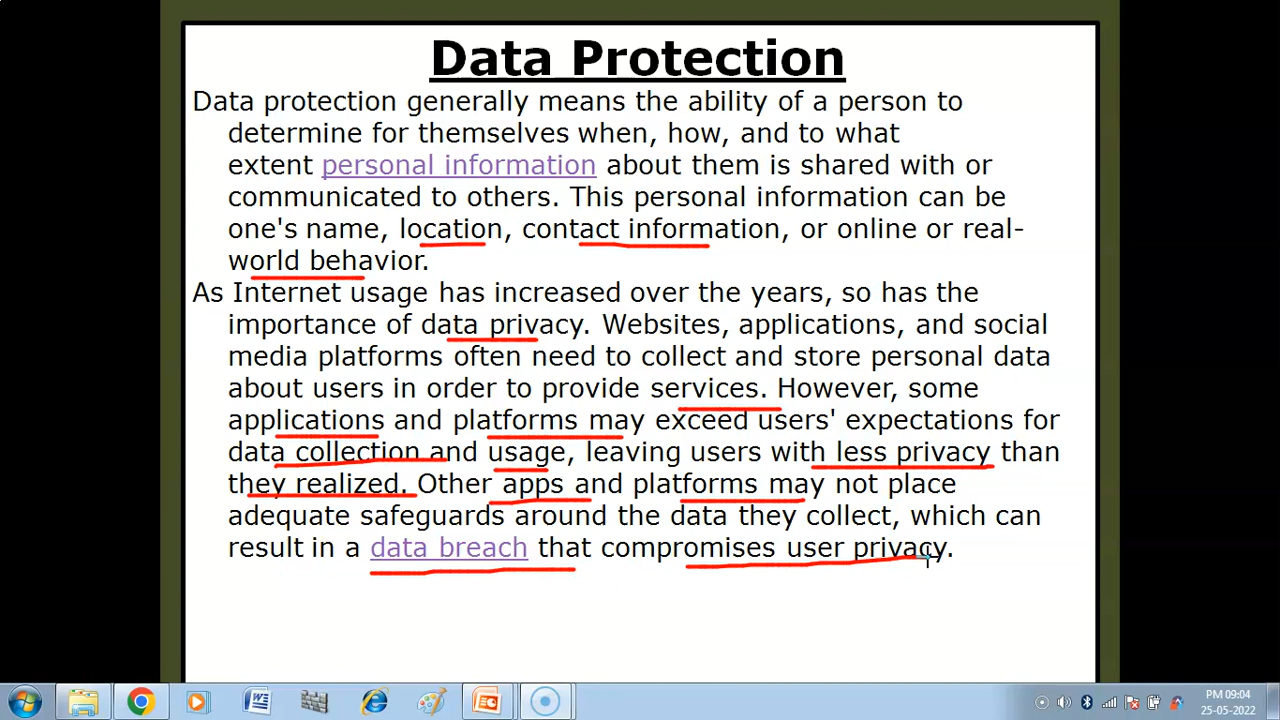 Data Protection
Data protection generally means the ability of a person to
determine for themselves when, how, and to what
extent personal information about them is shared with or
communicated to others. This personal information can be
one's name, location, contact information, or online or real-
world behavior.
As Internet usage has increased over the years, so has the
importance of data privacy. Websites, applications, and social
media platforms often need to collect and store personal data
about users in order to provide services. However, some
applications and platforms may exceed users' expectations for
data collection and usage, leaving users with less privacy than
they realized. Other apps and platforms may not place
adequate safeguards around the data they collect, which can
result in a data breach that compromises user privacy.
PM 09:04
25-05-2022